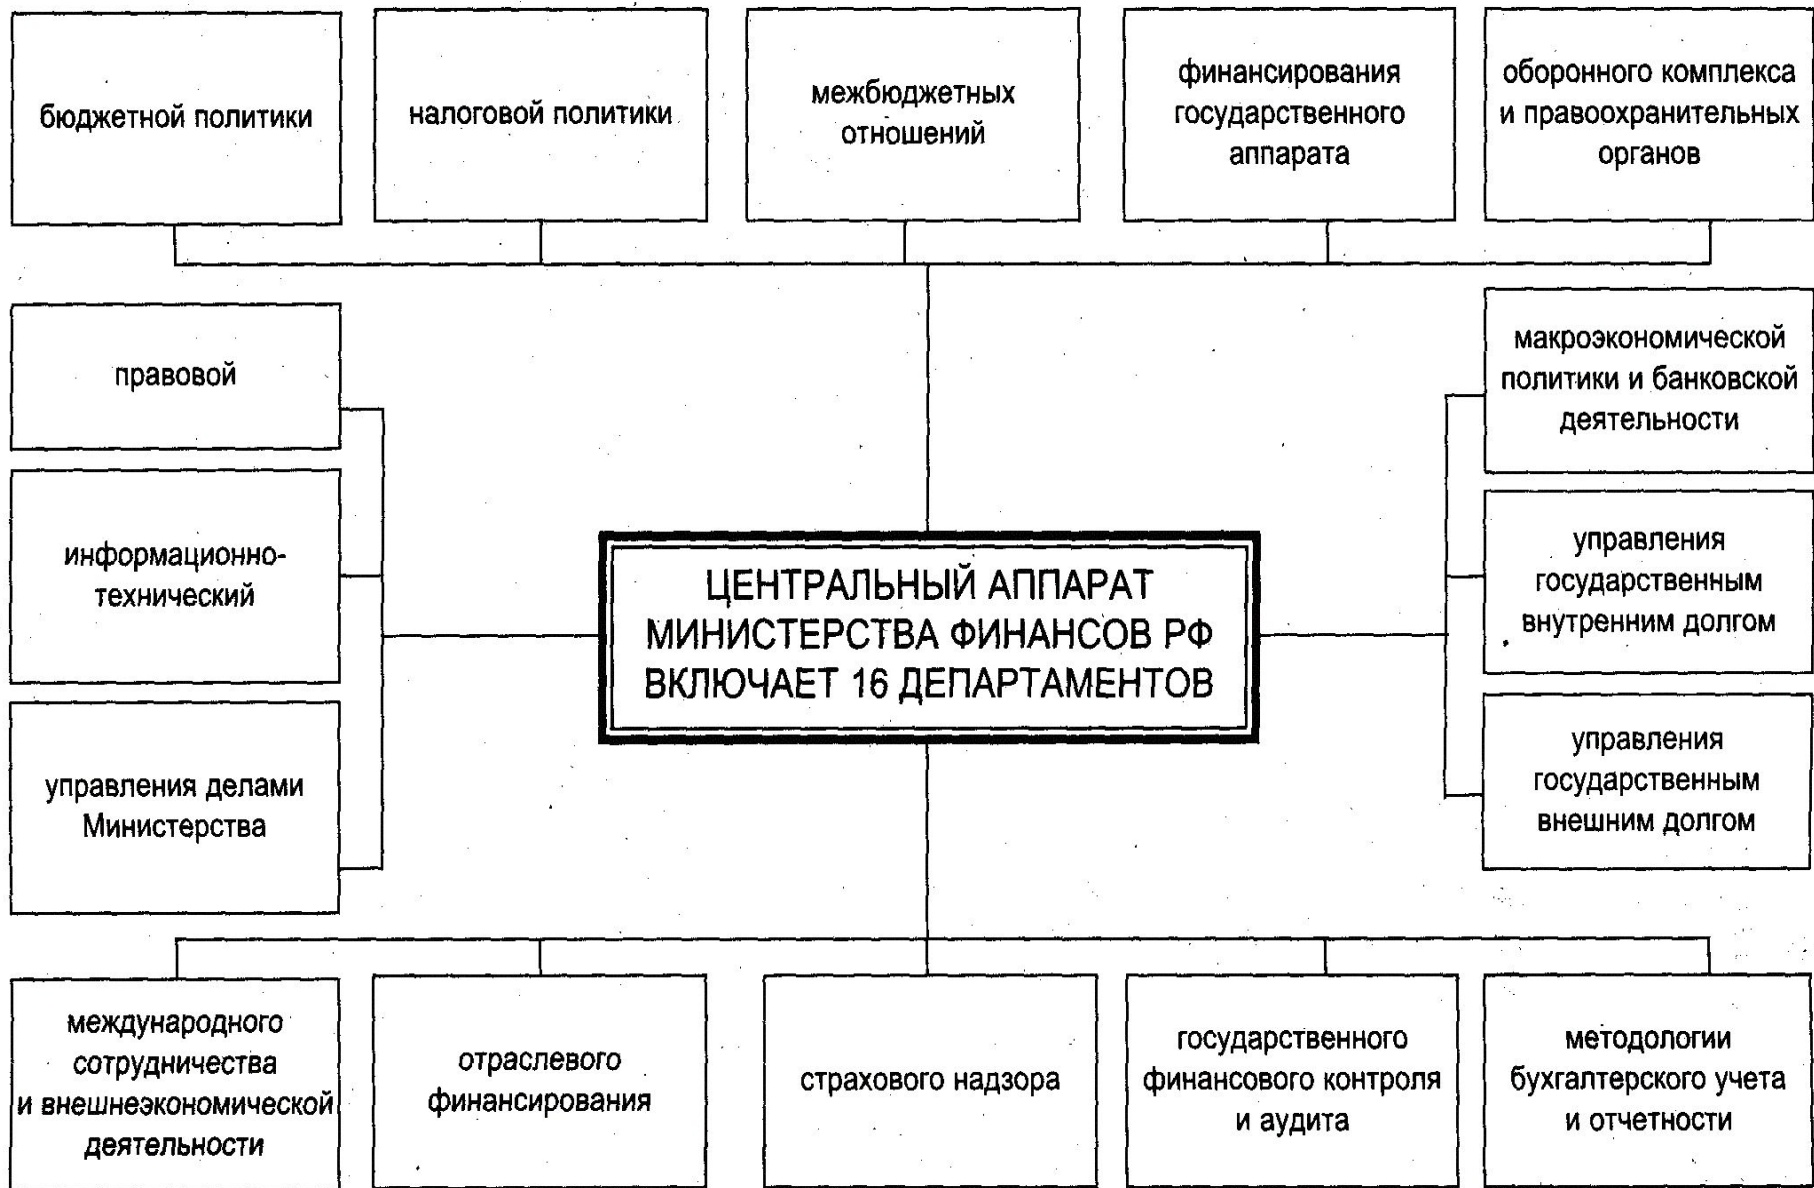 бюджетной политики
налоговой политики
межбюджетных
отношений
финансирования
государственного
аппарата
оборонного комплекса
и правоохранительных
органов
правовой
информационно-
технический
управления делами
Министерства
ЦЕНТРАЛЬНЫЙ АППАРАТ
МИНИСТЕРСТВА ФИНАНСОВ РФ
ВКЛЮЧАЕТ 16 ДЕПАРТАМЕНТОВ
макроэкономической
политики и банковской
деятельности
управления
государственным
внутренним долгом
управления
государственным
внешним долгом
международного
сотрудничества
и внешнеэкономической
деятельности
отраслевого
финансирования
страхового надзора
государственного
финансового контроля
и аудита
методологии
бухгалтерского учета
и отчетности